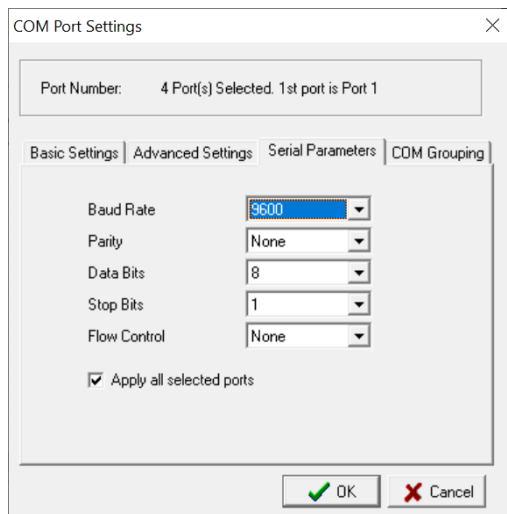 COM Port Settings
Port Number: 4 Port(s) Selected. 1st port is Port 1
Basic Settings Advanced Settings Serial Parameters COM Grouping
Baud Rate 9600
Parity None
Data Bits 8
Stop Bits 1
Flow Control None
Apply all selected ports
OK Cancel